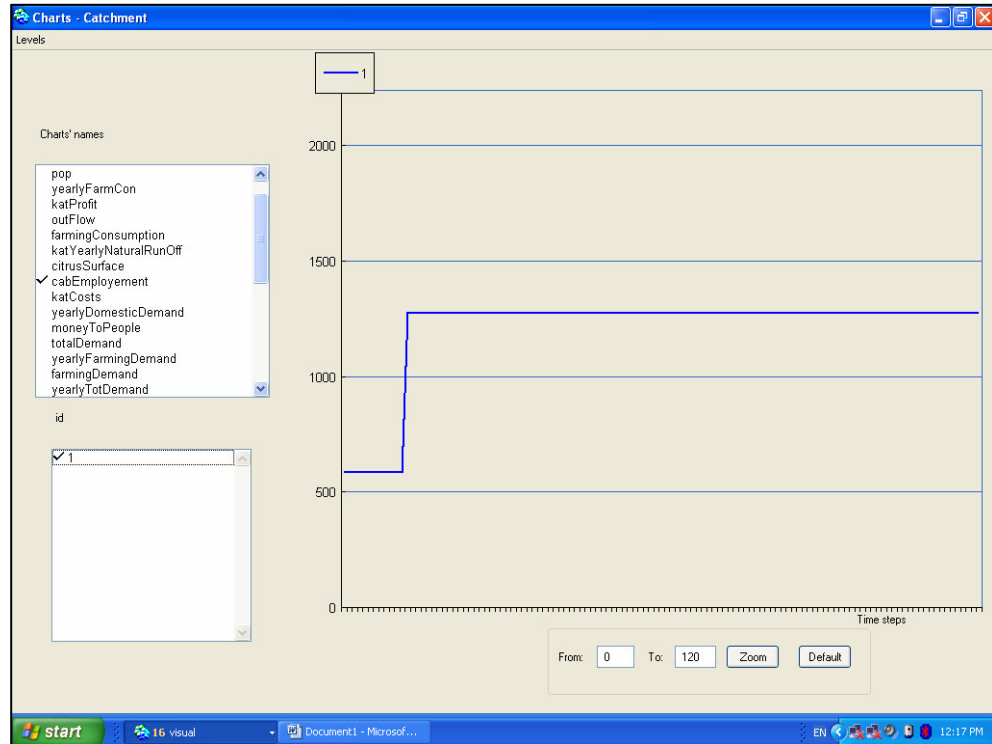 Charts - Catchment
Levels
1
Charts' names
pop
yearlyFarmCon
katProfit
outFlow
farmingConsumption
katYearlyNaturalRunOff
citrusSurface
cabEmployement
katCosts
yearlyDomesticDemand
moneyToPeople
totalDemand
yearlyFarmingDemand
farmingDemand
yearlyTotDemand
id
1
2000
1500
1000
500
0
Time steps
From: 0 To: 120 Zoom Default
start 16 visual Document1 - Microsof... EN 12:17 PM